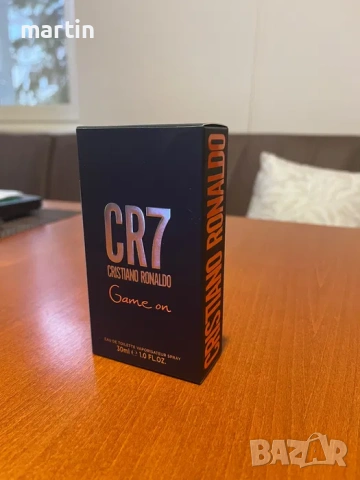 martin
CR7
CRISTIANO RONALDO
Game on
EAU DE TOILETTE VAPORISATEUR SPRAY
30ml e / 1.0 FL.OZ.
CRISTIANO RONALDO
BAZAR